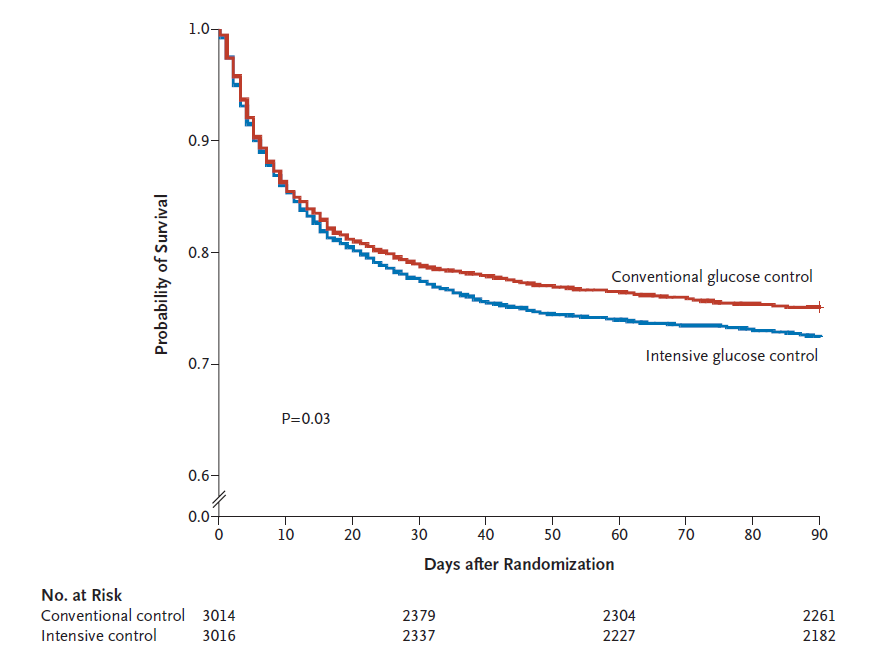 1.0
0.9
0.8
0.7
0.6
0.0
Probability of Survival
Conventional glucose control
Intensive glucose control
P=0.03
0 10 20 30 40 50 60 70 80 90
Days after Randomization
No. at Risk
Conventional control 3014 2379 2304 2261
Intensive control 3016 2337 2227 2182